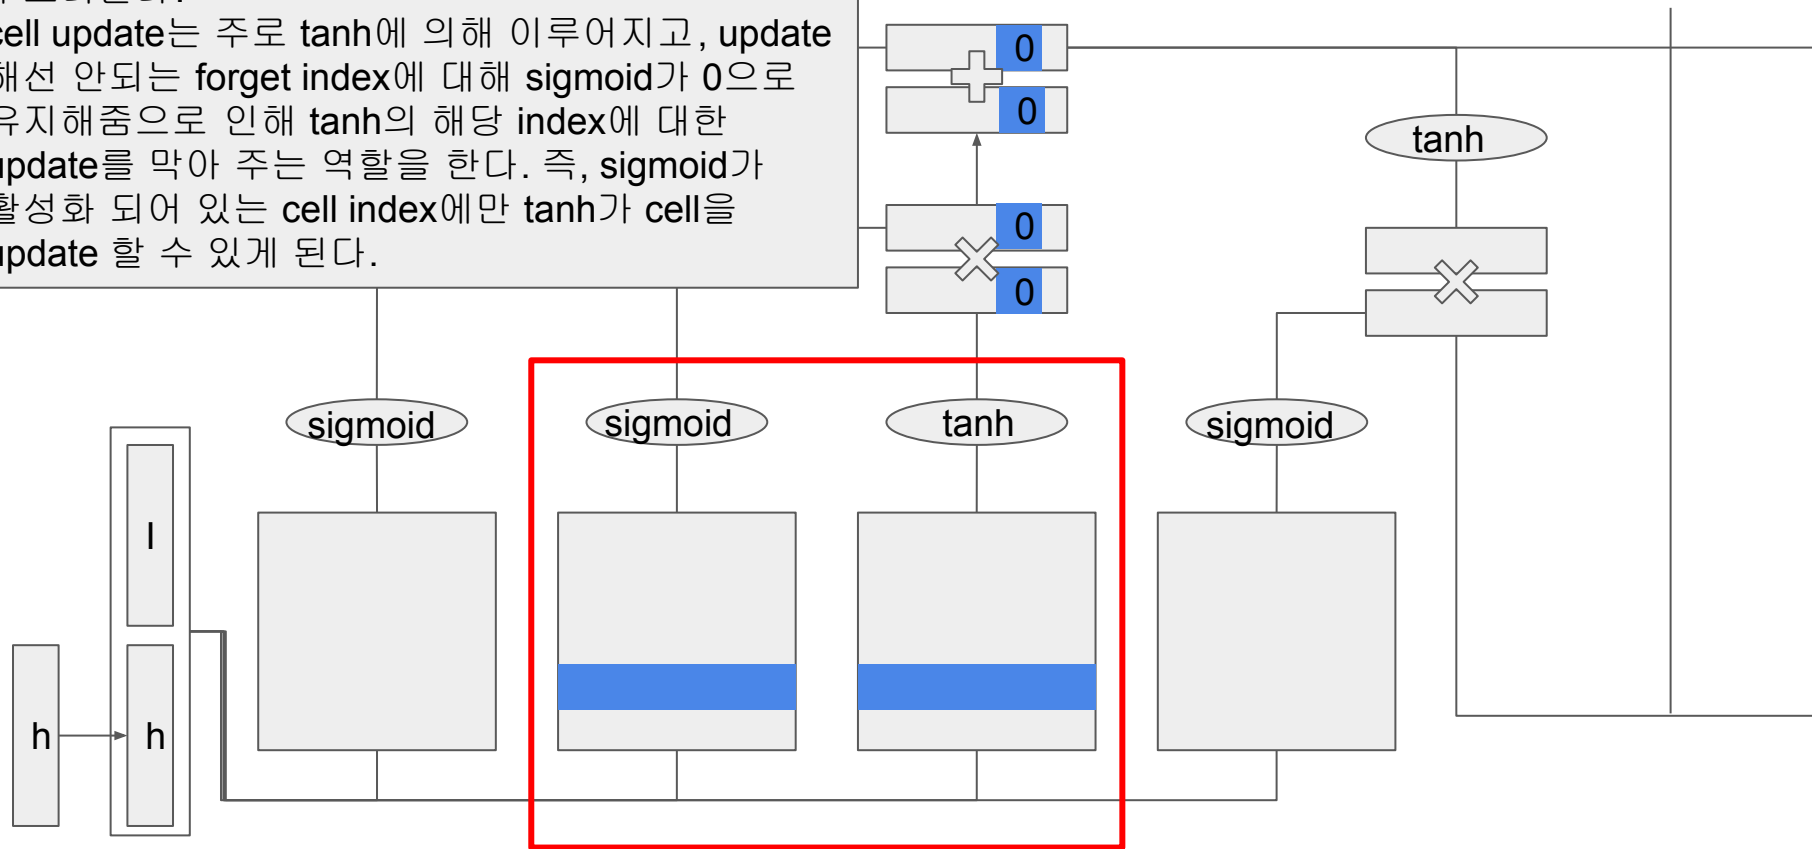 cell update는 주로 tanh에 의해 이루어지고, update
해선 안되는 forget index에 대해 sigmoid가 0으로
유지해줌으로 인해 tanh의 해당 index에 대한
update를 막아 주는 역할을 한다. 즉, sigmoid가
활성화 되어 있는 cell index에만 tanh가 cell을
update 할 수 있게 된다.
0
0
tanh
0
0
sigmoid
sigmoid
tanh
sigmoid
I
h
h